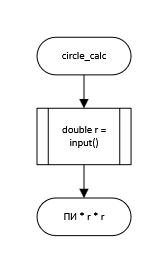 circle_calc
double r =
input()
ПИ * r * r